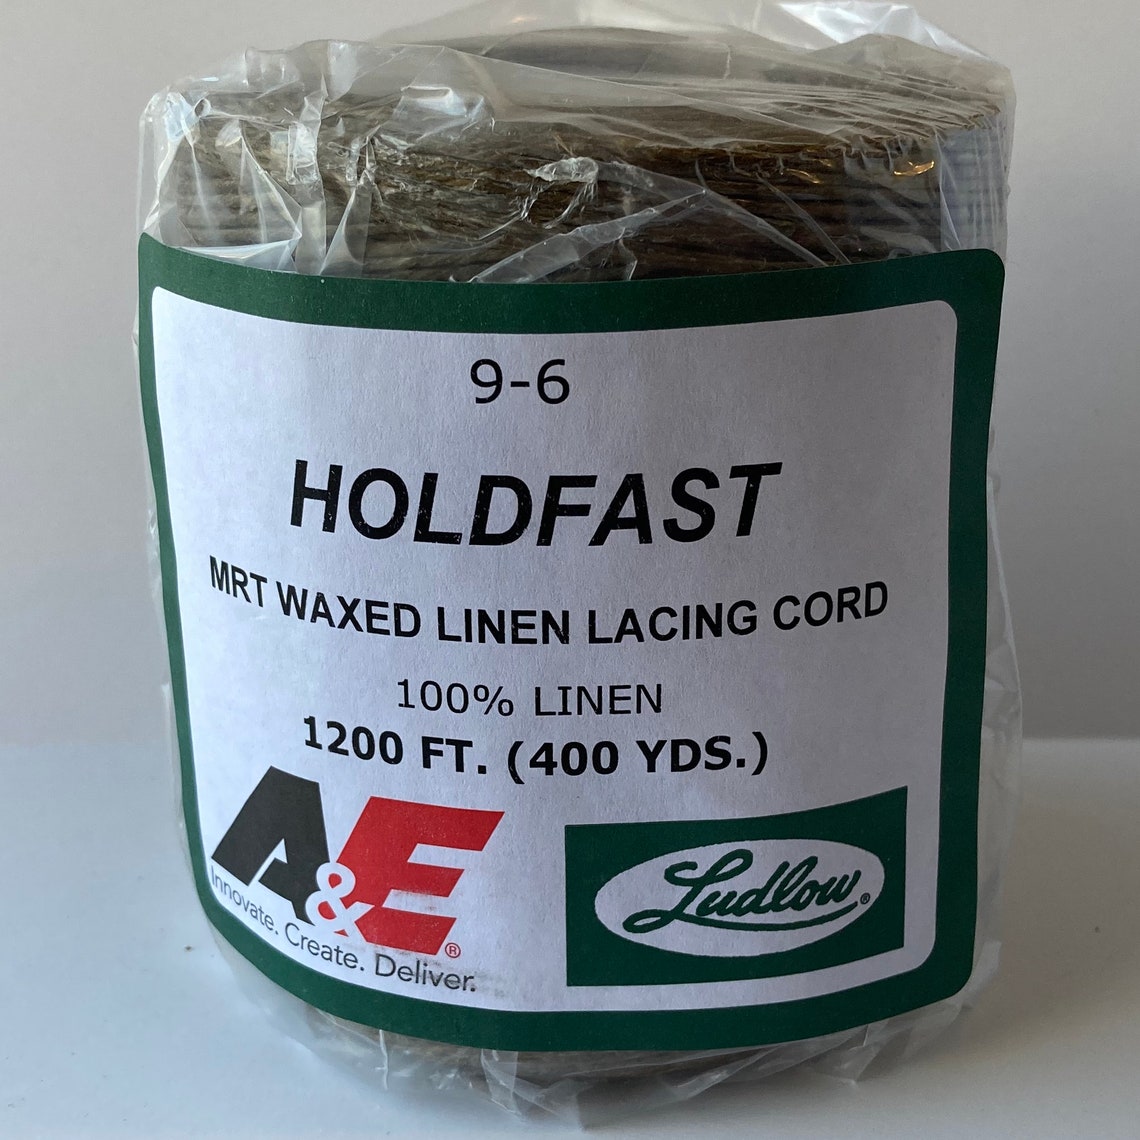 9-6
HOLDFAST
MRT WAXED LINEN LACING CORD
100% LINEN
1200 FT. (400 YDS.)
A&E®
Innovate. Create. Deliver.
Ludlow®